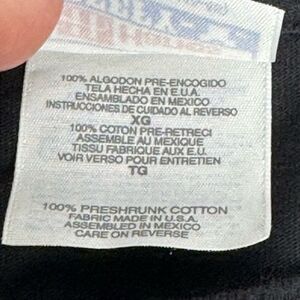 100% ALGODON PRE-ENCOGIDO
TELA HECHA EN E.U.A.
ENSAMBLADO EN MEXICO
INSTRUCCIONES DE CUIDADO AL REVERSO
XG
100% COTON PRE-RETRECI
ASSEMBLE AU MEXIQUE
TISSU FABRIQUE AUX E.U.
VOIR VERSO POUR ENTRETIEN
TG
100% PRESHRUNK COTTON
FABRIC MADE IN U.S.A.
ASSEMBLED IN MEXICO
CARE ON REVERSE